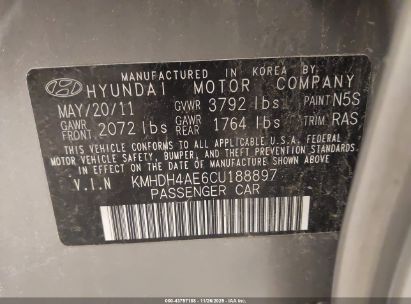 MANUFACTURED IN KOREA BY
HYUNDAI MOTOR COMPANY
MAY/20/11 GVWR 3792 lbs PAINT N5S
GAWR FRONT 2072 lbs GAWR REAR 1764 lbs TRIM RAS
THIS VEHICLE CONFORMS TO ALL APPLICABLE U.S.A. FEDERAL
MOTOR VEHICLE SAFETY, BUMPER, AND THEFT PREVENTION
STANDARDS IN EFFECT ON THE DATE OF MANUFACTURE SHOWN ABOVE.
V.I.N KMHDH4AE6CU188897
PASSENGER CAR